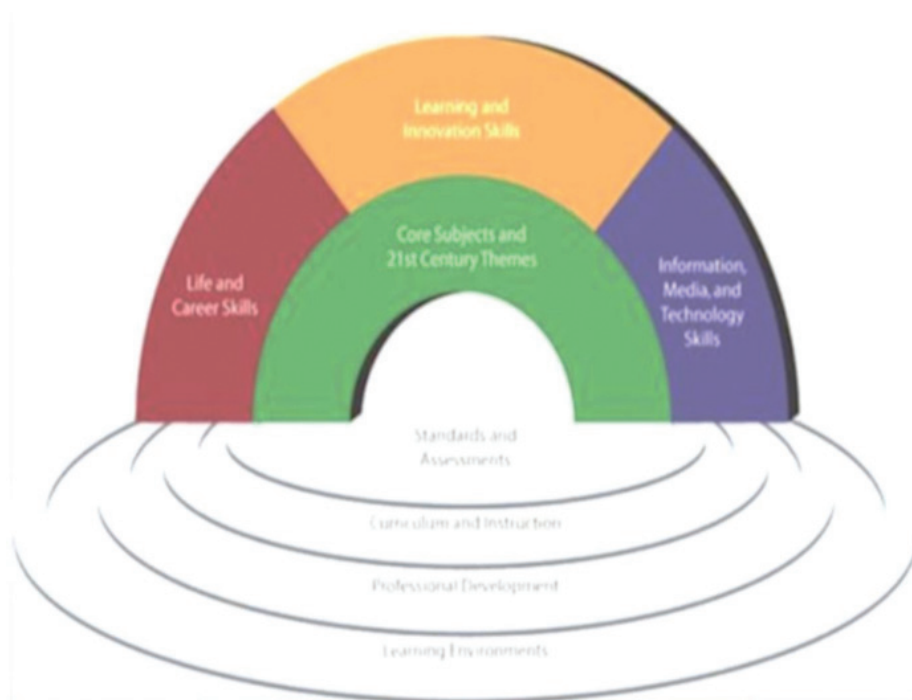 Learning and
Innovation Skills
Core Subjects and
21st Century Themes
Life and
Career Skills
Information,
Media, and
Technology
Skills
Standards and
Assessments
Curriculum and Instruction
Professional Development
Learning Environments